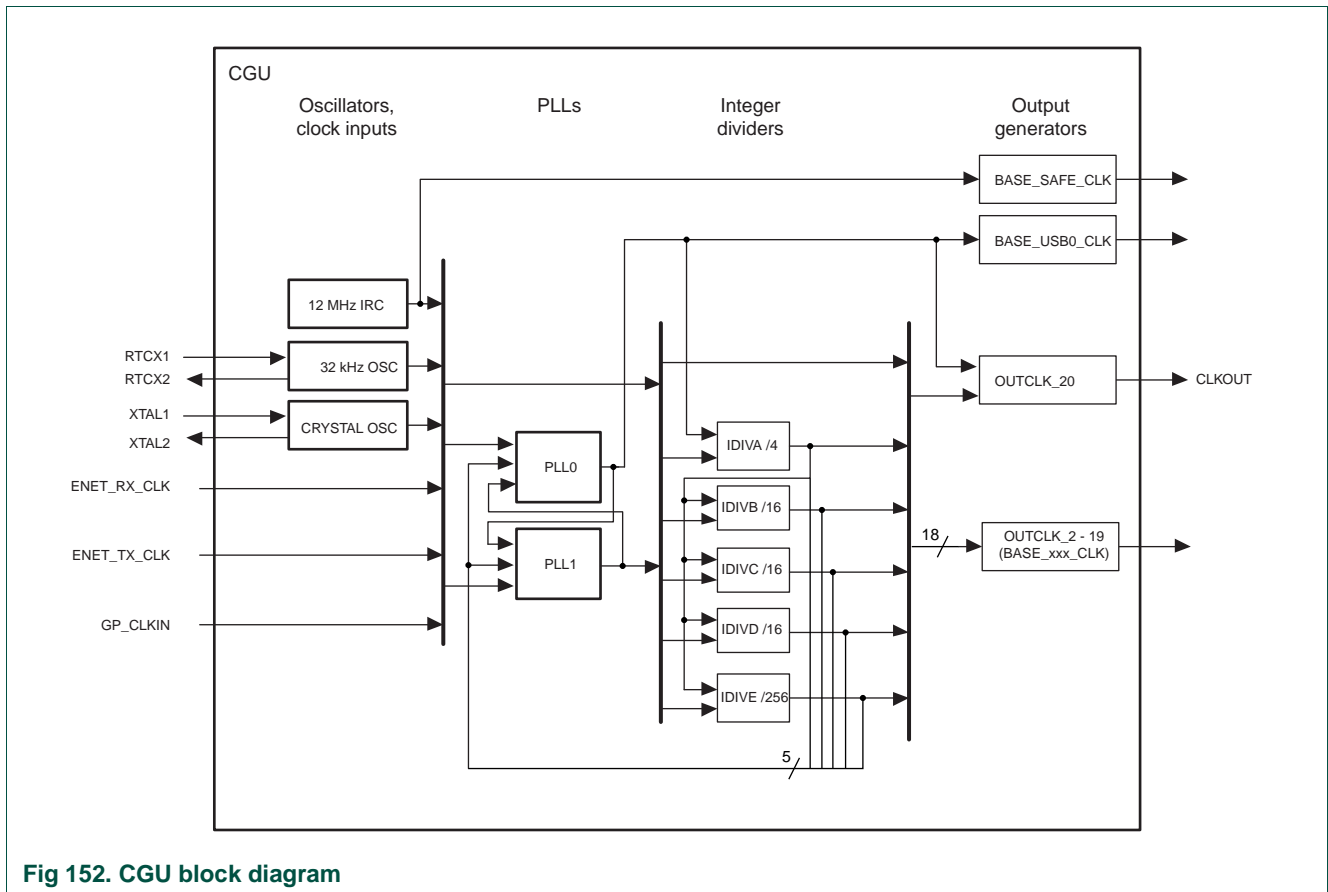 CGU
Oscillators,
clock inputs
PLLs
Integer
dividers
Output
generators
BASE_SAFE_CLK
BASE_USB0_CLK
12 MHz IRC
RTCX1
RTCX2
32 kHz OSC
OUTCLK_20
CLKOUT
XTAL1
XTAL2
CRYSTAL OSC
PLL0
IDIVA /4
ENET_RX_CLK
IDIVB /16
ENET_TX_CLK
PLL1
IDIVC /16
18
OUTCLK_2 - 19
(BASE_xxx_CLK)
GP_CLKIN
IDIVD /16
IDIVE /256
5
Fig 152. CGU block diagram